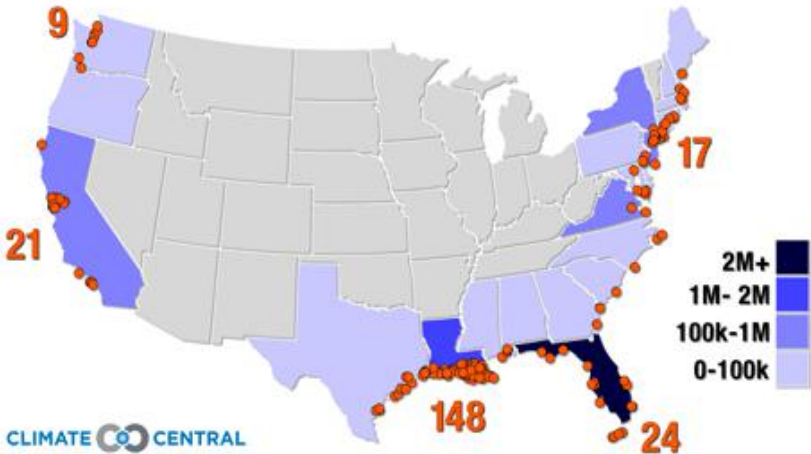 9
17
21
2M+
1M- 2M
100k-1M
0-100k
148
24
CLIMATE CENTRAL